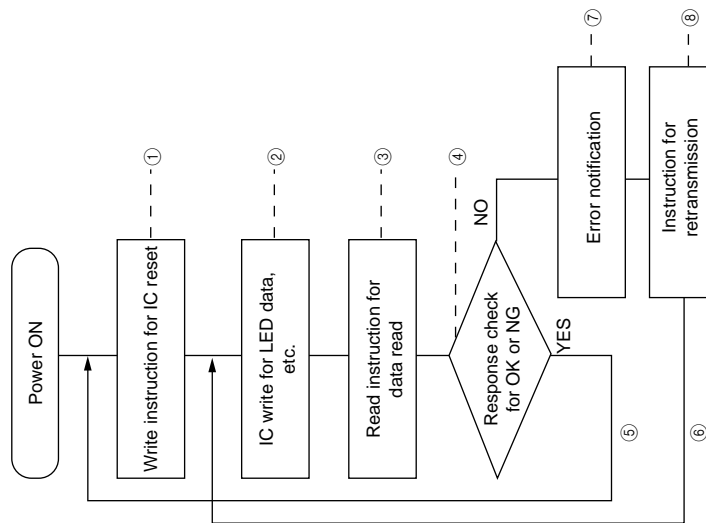 Power ON
Write instruction for IC reset
①
IC write for LED data,
etc.
②
Read instruction for
data read
③
④
Response check
for OK or NG
NO
YES
⑤
⑥
Error notification
⑦
Instruction for
retransmission
⑧